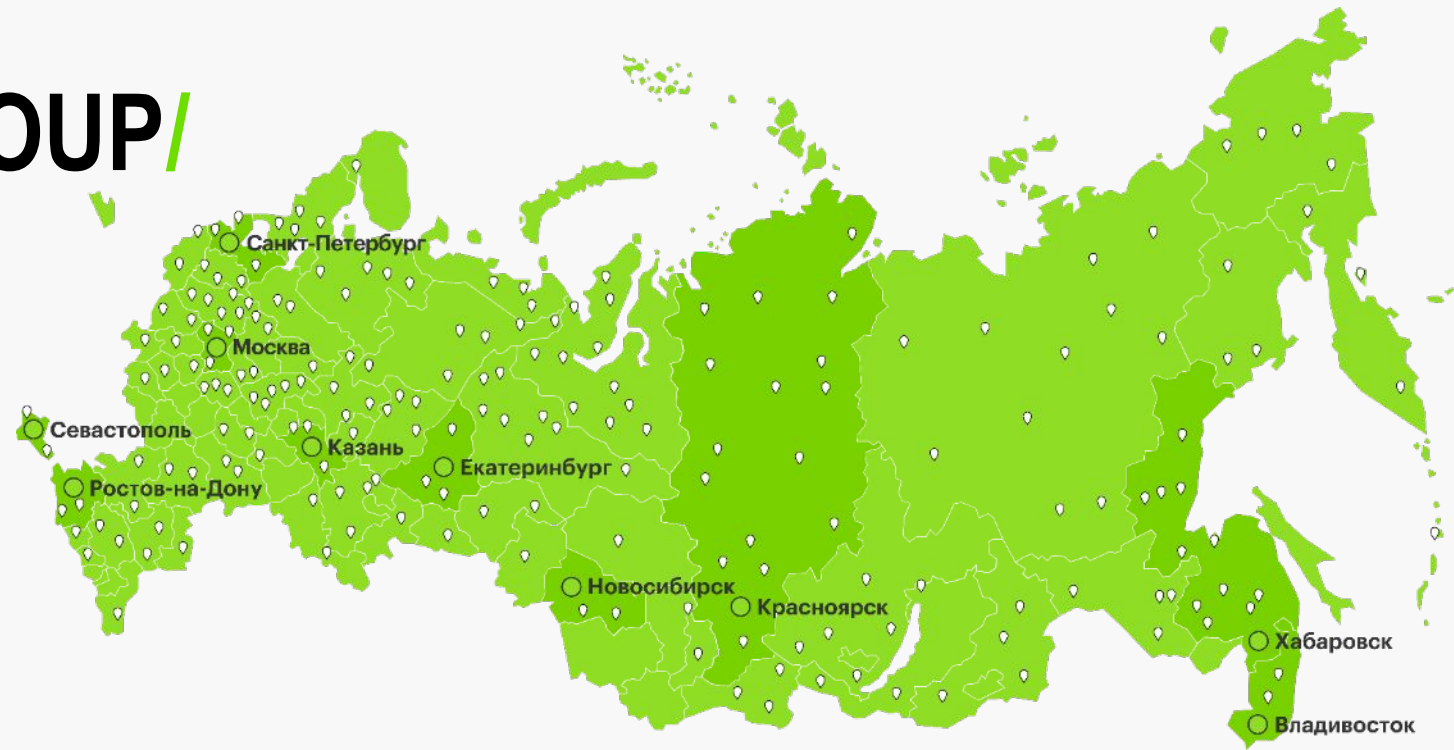 OUP/
Санкт-Петербург
Москва
Севастополь
Казань
Екатеринбург
Ростов-на-Дону
Новосибирск
Красноярск
Хабаровск
Владивосток